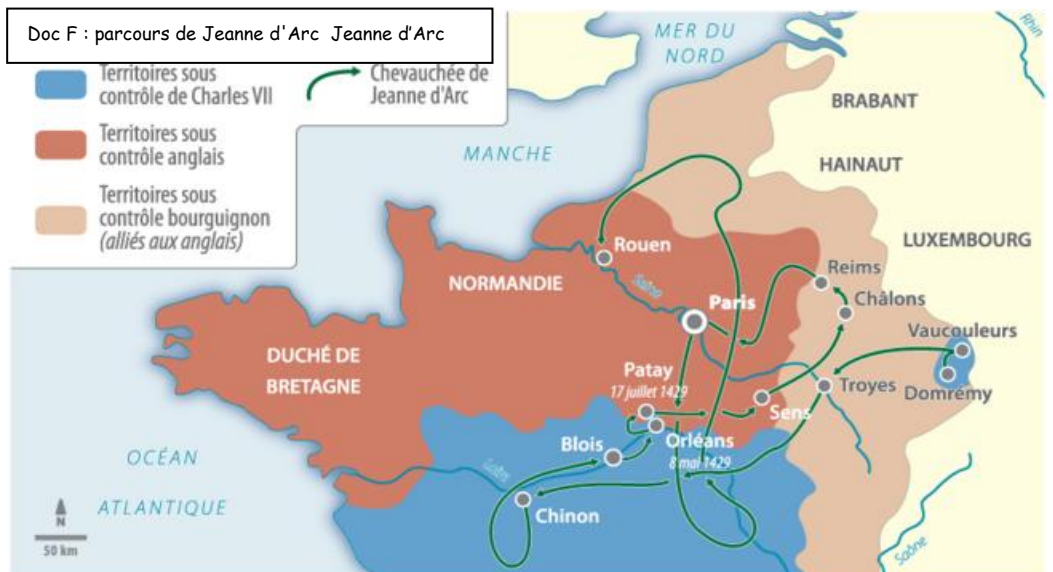 Doc F : parcours de Jeanne d'Arc  Jeanne d'Arc
Territoires sous
contrôle de Charles VII
Chevauchée de
Jeanne d'Arc
Territoires sous
contrôle anglais
Territoires sous
contrôle bourguignon
(alliés aux anglais)
MER DU
NORD
Rhin
BRABANT
MANCHE
HAINAUT
LUXEMBOURG
Rouen
Reims
NORMANDIE
Seine
Châlons
Paris
Vaucouleurs
DUCHÉ DE
BRETAGNE
Patay
17 juillet 1429
Troyes
Domrémy
Sens
Blois
Orléans
8 mai 1429
OCÉAN
ATLANTIQUE
Loire
Chinon
N
50 km
Saône